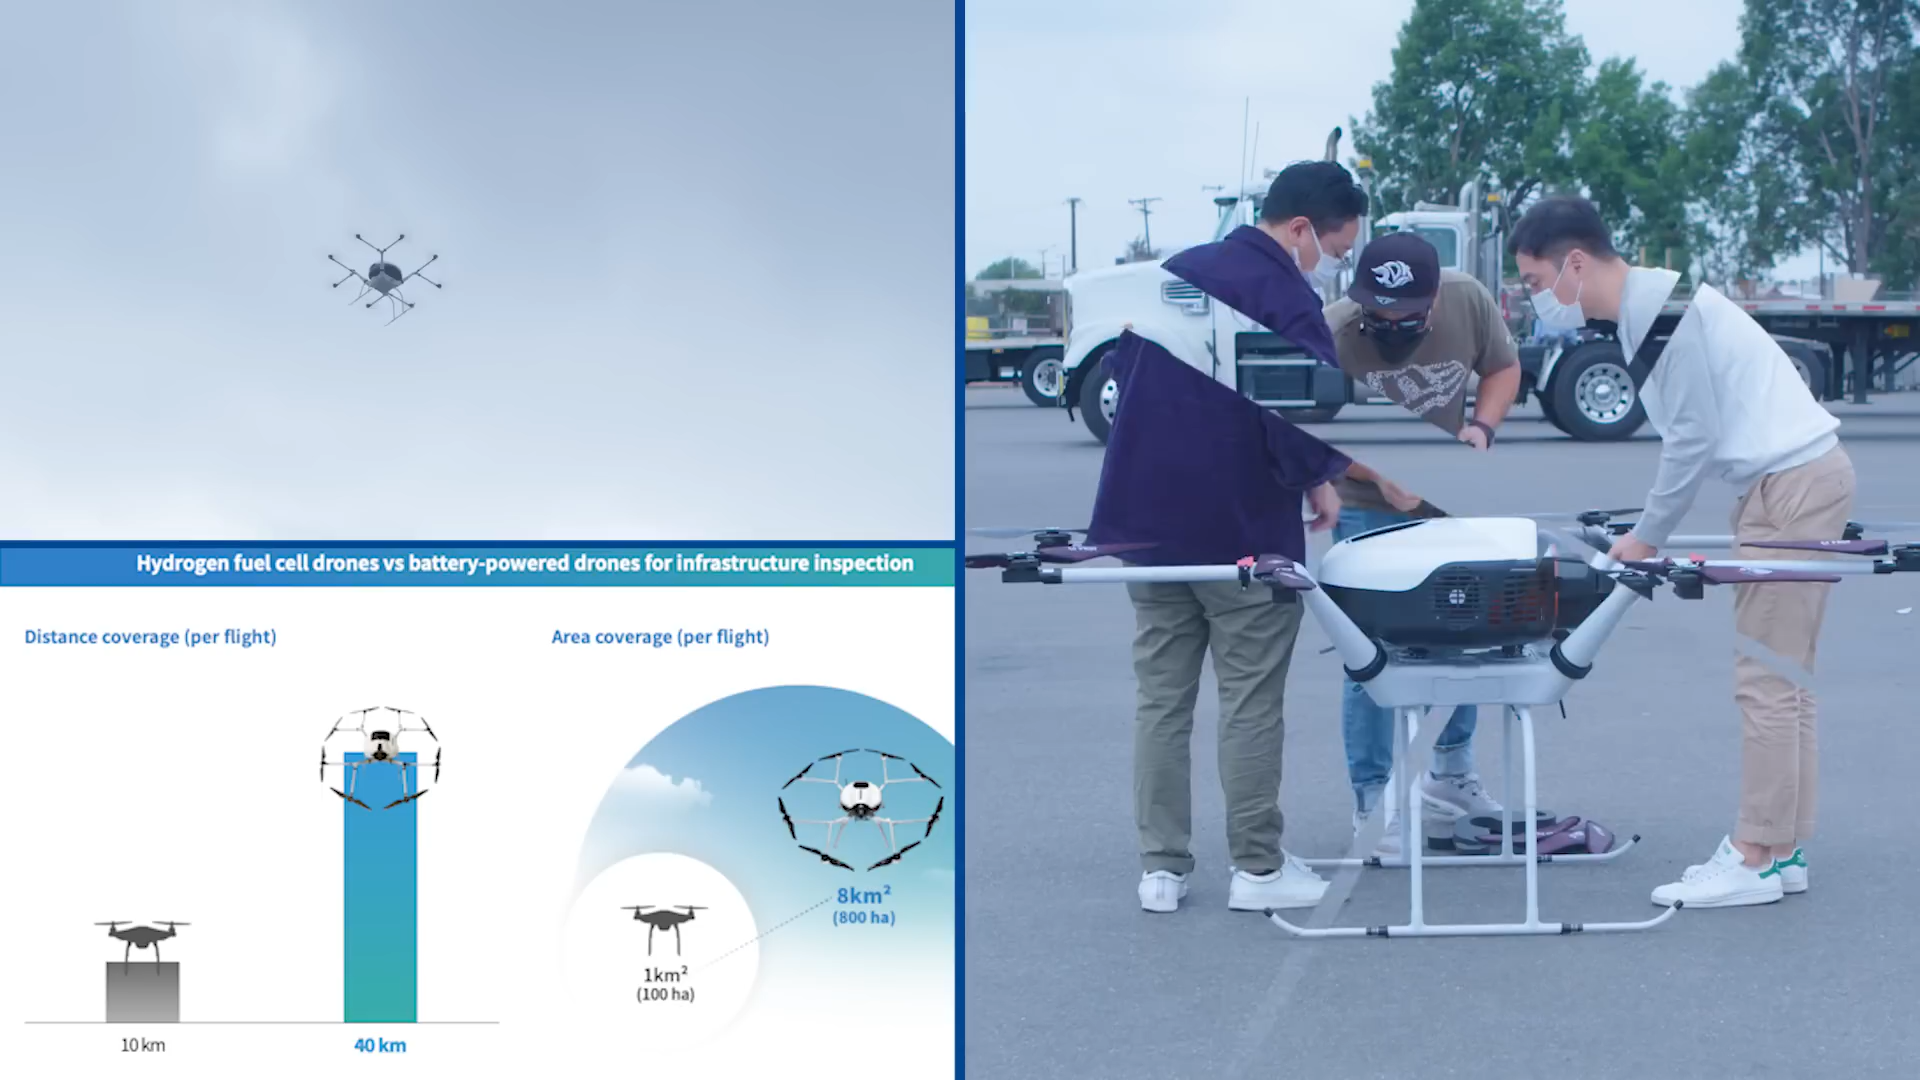 Hydrogen fuel cell drones vs battery-powered drones for infrastructure inspection
Distance coverage (per flight)
Area coverage (per flight)
8km²
(800 ha)
1km²
(100 ha)
10 km
40 km